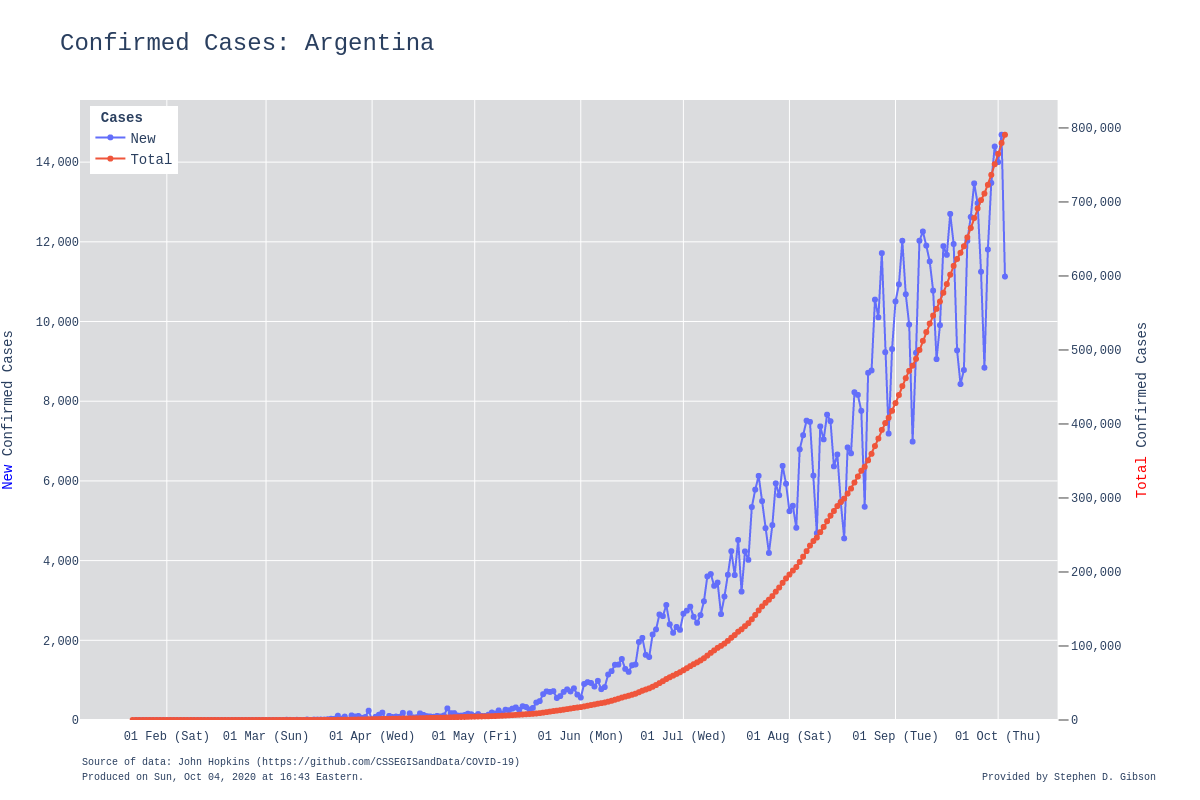 Confirmed Cases: Argentina
Cases
New
Total
14,000
12,000
10,000
8,000
6,000
4,000
2,000
0
New Confirmed Cases
800,000
700,000
600,000
500,000
400,000
300,000
200,000
100,000
0
Total Confirmed Cases
01 Feb (Sat)
01 Mar (Sun)
01 Apr (Wed)
01 May (Fri)
01 Jun (Mon)
01 Jul (Wed)
01 Aug (Sat)
01 Sep (Tue)
01 Oct (Thu)
Source of data: John Hopkins (https://github.com/CSSEGISandData/COVID-19)
Produced on Sun, Oct 04, 2020 at 16:43 Eastern.
Provided by Stephen D. Gibson